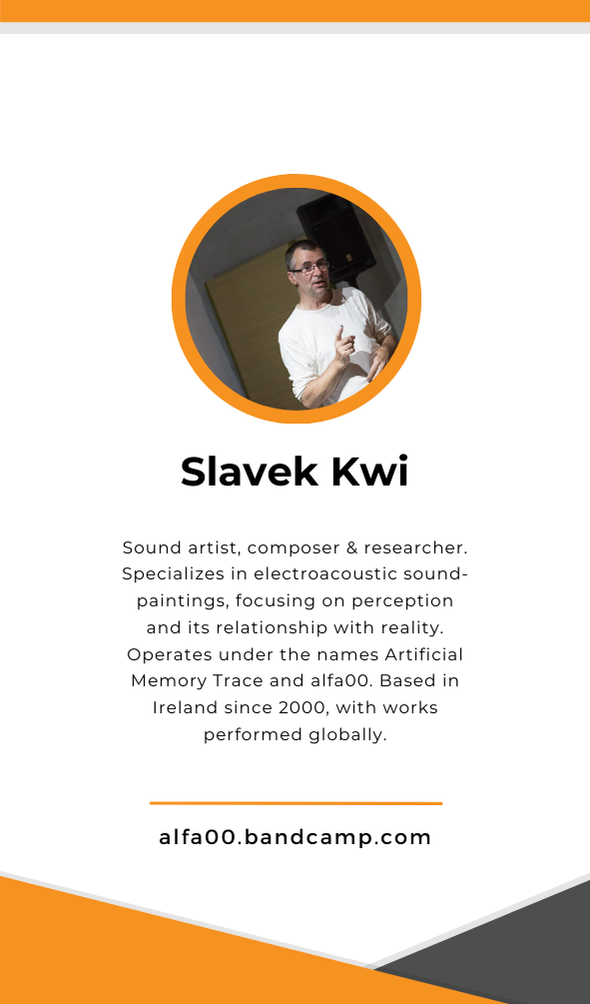 Slavek Kwi
Sound artist, composer & researcher.
Specializes in electroacoustic sound-
paintings, focusing on perception
and its relationship with reality.
Operates under the names Artificial
Memory Trace and alfa00. Based in
Ireland since 2000, with works
performed globally.
alfa00.bandcamp.com